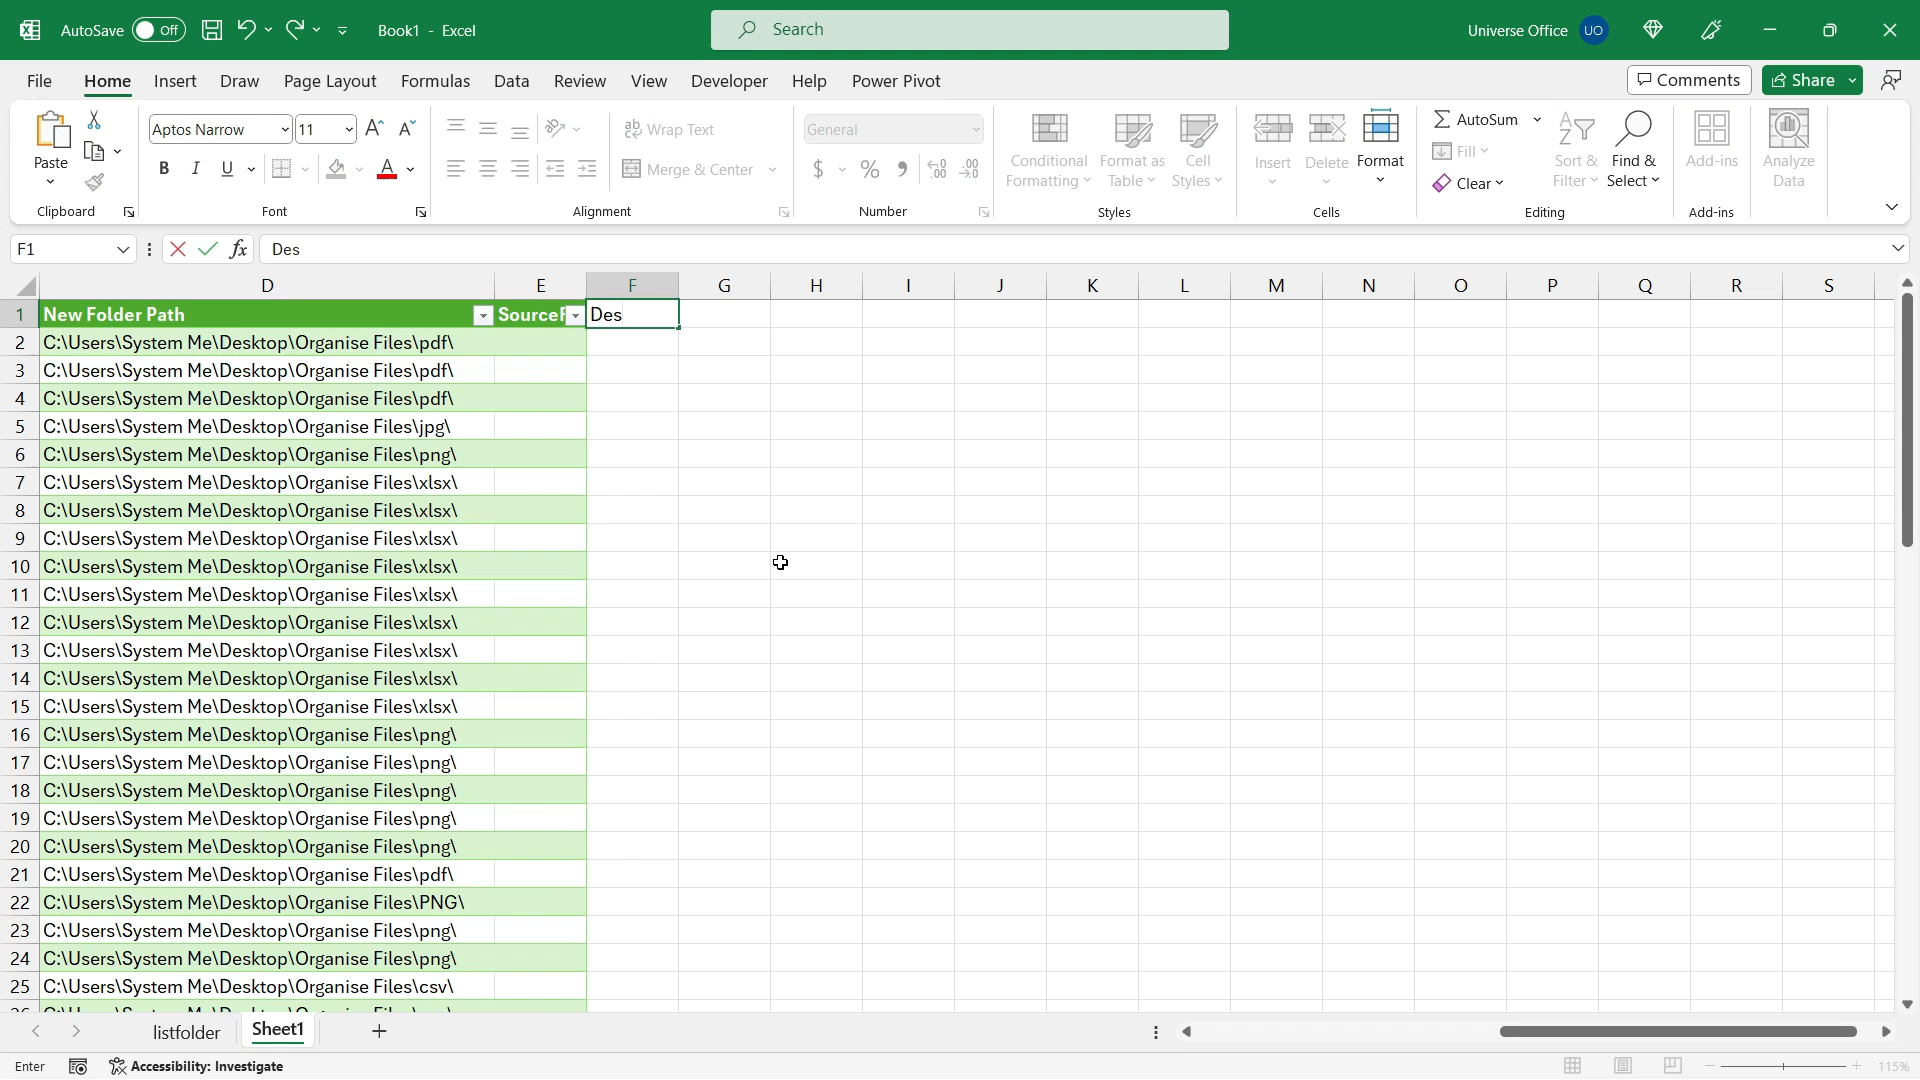 AutoSave Off Book1 - Excel Search Universe Office UO
File Home Insert Draw Page Layout Formulas Data Review View Developer Help Power Pivot Comments Share
Paste Aptos Narrow 11 B I U A Wrap Text Merge & Center General $ % Conditional Formatting Format as Table Cell Styles Insert Delete Format AutoSum Fill Clear Sort & Filter Find & Select Add-ins Analyze Data
Clipboard Font Alignment Number Styles Cells Editing Add-ins
F1 fx Des
D E F G H I J K L M N O P Q R S
1 New Folder Path SourceF Des
2 C:\Users\System Me\Desktop\Organise Files\pdf\
3 C:\Users\System Me\Desktop\Organise Files\pdf\
4 C:\Users\System Me\Desktop\Organise Files\pdf\
5 C:\Users\System Me\Desktop\Organise Files\jpg\
6 C:\Users\System Me\Desktop\Organise Files\png\
7 C:\Users\System Me\Desktop\Organise Files\xlsx\
8 C:\Users\System Me\Desktop\Organise Files\xlsx\
9 C:\Users\System Me\Desktop\Organise Files\xlsx\
10 C:\Users\System Me\Desktop\Organise Files\xlsx\
11 C:\Users\System Me\Desktop\Organise Files\xlsx\
12 C:\Users\System Me\Desktop\Organise Files\xlsx\
13 C:\Users\System Me\Desktop\Organise Files\xlsx\
14 C:\Users\System Me\Desktop\Organise Files\xlsx\
15 C:\Users\System Me\Desktop\Organise Files\xlsx\
16 C:\Users\System Me\Desktop\Organise Files\png\
17 C:\Users\System Me\Desktop\Organise Files\png\
18 C:\Users\System Me\Desktop\Organise Files\png\
19 C:\Users\System Me\Desktop\Organise Files\png\
20 C:\Users\System Me\Desktop\Organise Files\png\
21 C:\Users\System Me\Desktop\Organise Files\pdf\
22 C:\Users\System Me\Desktop\Organise Files\PNG\
23 C:\Users\System Me\Desktop\Organise Files\png\
24 C:\Users\System Me\Desktop\Organise Files\png\
25 C:\Users\System Me\Desktop\Organise Files\csv\
listfolder Sheet1
Enter Accessibility: Investigate 115%